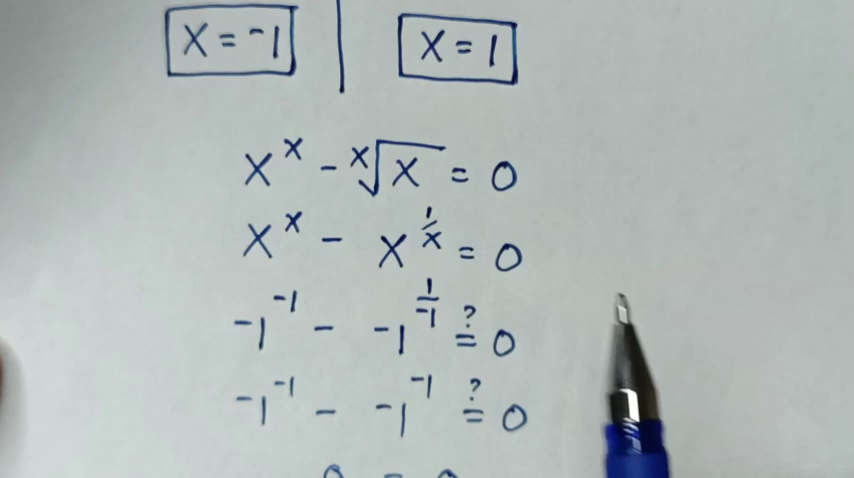 x = -1 | x = 1
x^x - ˣ√x = 0
x^x - x^(1/x) = 0
-1^(-1) - -1^(1/-1) ≟ 0
-1^(-1) - -1^(-1) ≟ 0